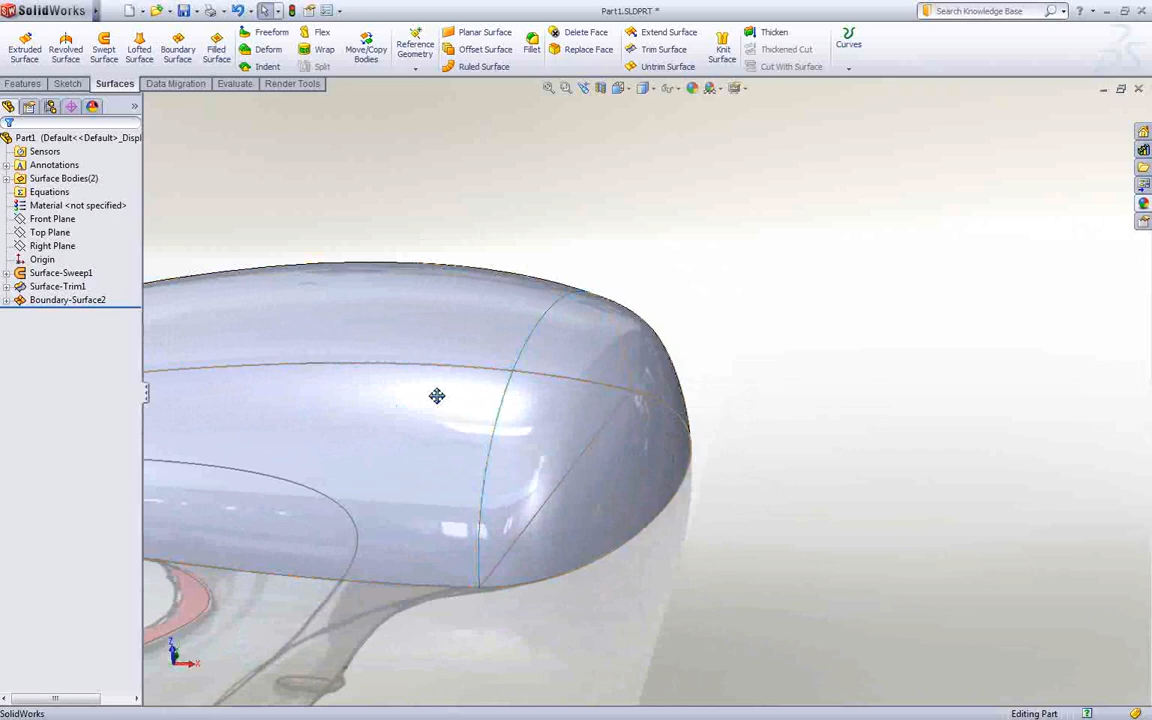 SolidWorks
Part1.SLDPRT *
Search Knowledge Base
Extruded Surface
Revolved Surface
Swept Surface
Lofted Surface
Boundary Surface
Filled Surface
Freeform
Deform
Indent
Flex
Wrap
Split
Move/Copy Bodies
Reference Geometry
Planar Surface
Offset Surface
Ruled Surface
Fillet
Delete Face
Replace Face
Extend Surface
Trim Surface
Untrim Surface
Knit Surface
Thicken
Thickened Cut
Cut With Surface
Curves
Features
Sketch
Surfaces
Data Migration
Evaluate
Render Tools
Part1 (Default<<Default>_Displ
Sensors
Annotations
Surface Bodies(2)
Equations
Material <not specified>
Front Plane
Top Plane
Right Plane
Origin
Surface-Sweep1
Surface-Trim1
Boundary-Surface2
Z
X
SolidWorks
Editing Part